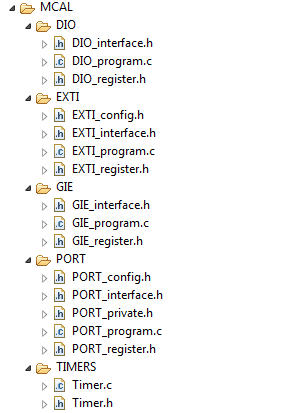 MCAL
DIO
DIO_interface.h
DIO_program.c
DIO_register.h
EXTI
EXTI_config.h
EXTI_interface.h
EXTI_program.c
EXTI_register.h
GIE
GIE_interface.h
GIE_program.c
GIE_register.h
PORT
PORT_config.h
PORT_interface.h
PORT_private.h
PORT_program.c
PORT_register.h
TIMERS
Timer.c
Timer.h